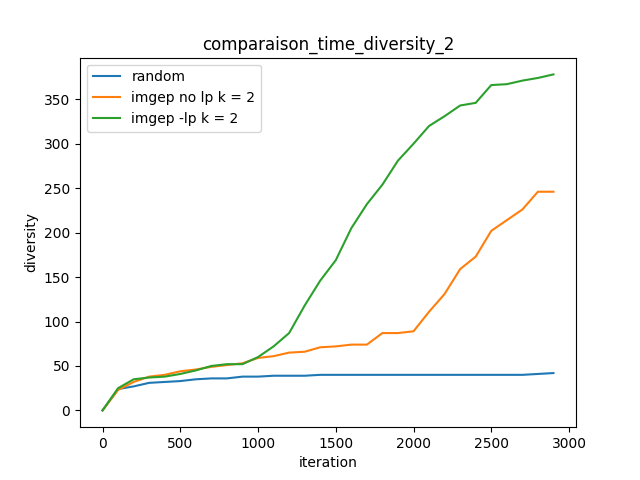 comparaison_time_diversity_2
random
imgep no lp k = 2
imgep -lp k = 2
diversity
350
300
250
200
150
100
50
0
0 500 1000 1500 2000 2500 3000
iteration